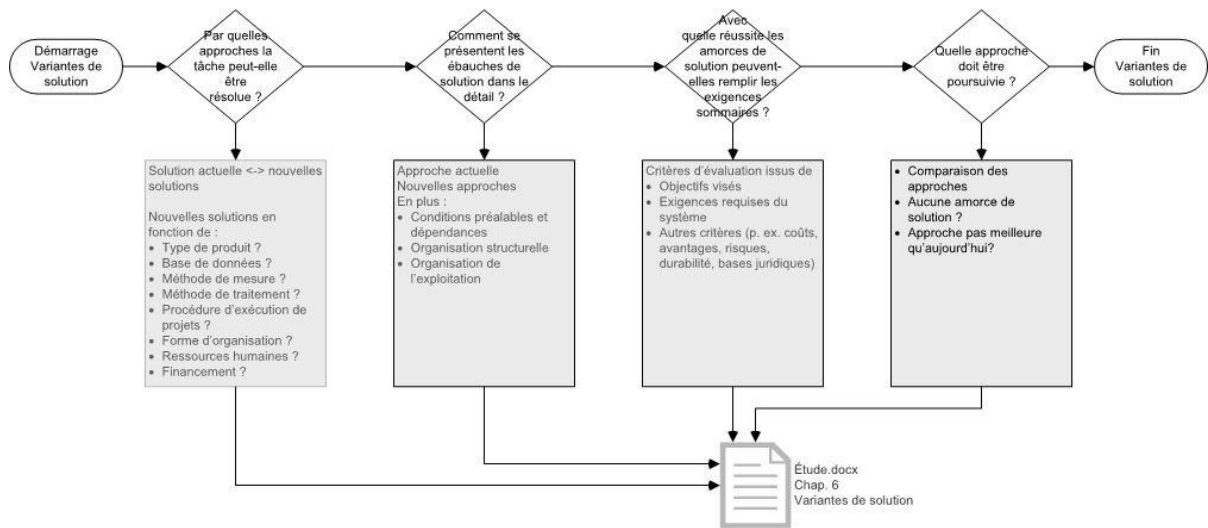 Démarrage
Variantes de
solution
Par quelles
approches la
tâche peut-elle
être
résolue ?
Comment se
présentent les
ébauches de
solution dans le
détail ?
Avec
quelle réussite les
amorces de
solution peuvent-
elles remplir les
exigences
sommaires ?
Quelle approche
doit être
poursuivie ?
Fin
Variantes de
solution
Solution actuelle <-> nouvelles
solutions
Nouvelles solutions en
fonction de :
• Type de produit ?
• Base de données ?
• Méthode de mesure ?
• Méthode de traitement ?
• Procédure d'exécution de
projets ?
• Forme d'organisation ?
• Ressources humaines ?
• Financement ?
Approche actuelle
Nouvelles approches
En plus :
• Conditions préalables et
dépendances
• Organisation structurelle
• Organisation de
l'exploitation
Critères d'évaluation issus de
• Objectifs visés
• Exigences requises du
système
• Autres critères (p. ex. coûts,
avantages, risques,
durabilité, bases juridiques)
• Comparaison des
approches
• Aucune amorce de
solution ?
• Approche pas meilleure
qu'aujourd'hui?
Étude.docx
Chap. 6
Variantes de solution